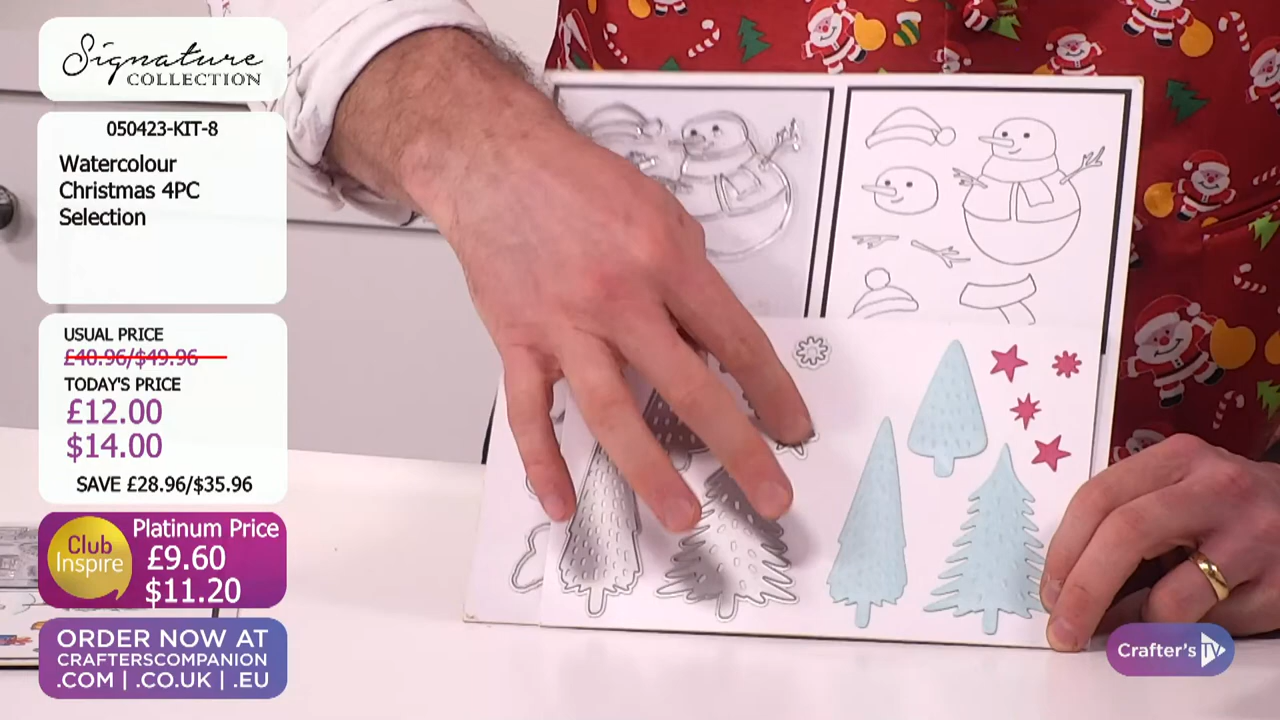 Signature
COLLECTION
050423-KIT-8
Watercolour
Christmas 4PC
Selection
USUAL PRICE
£40.96/$49.96
TODAY'S PRICE
£12.00
$14.00
SAVE £28.96/$35.96
Club
Inspire
Platinum Price
£9.60
$11.20
ORDER NOW AT
CRAFTERSCOMPANION
.COM | .CO.UK | .EU
Crafter's TV